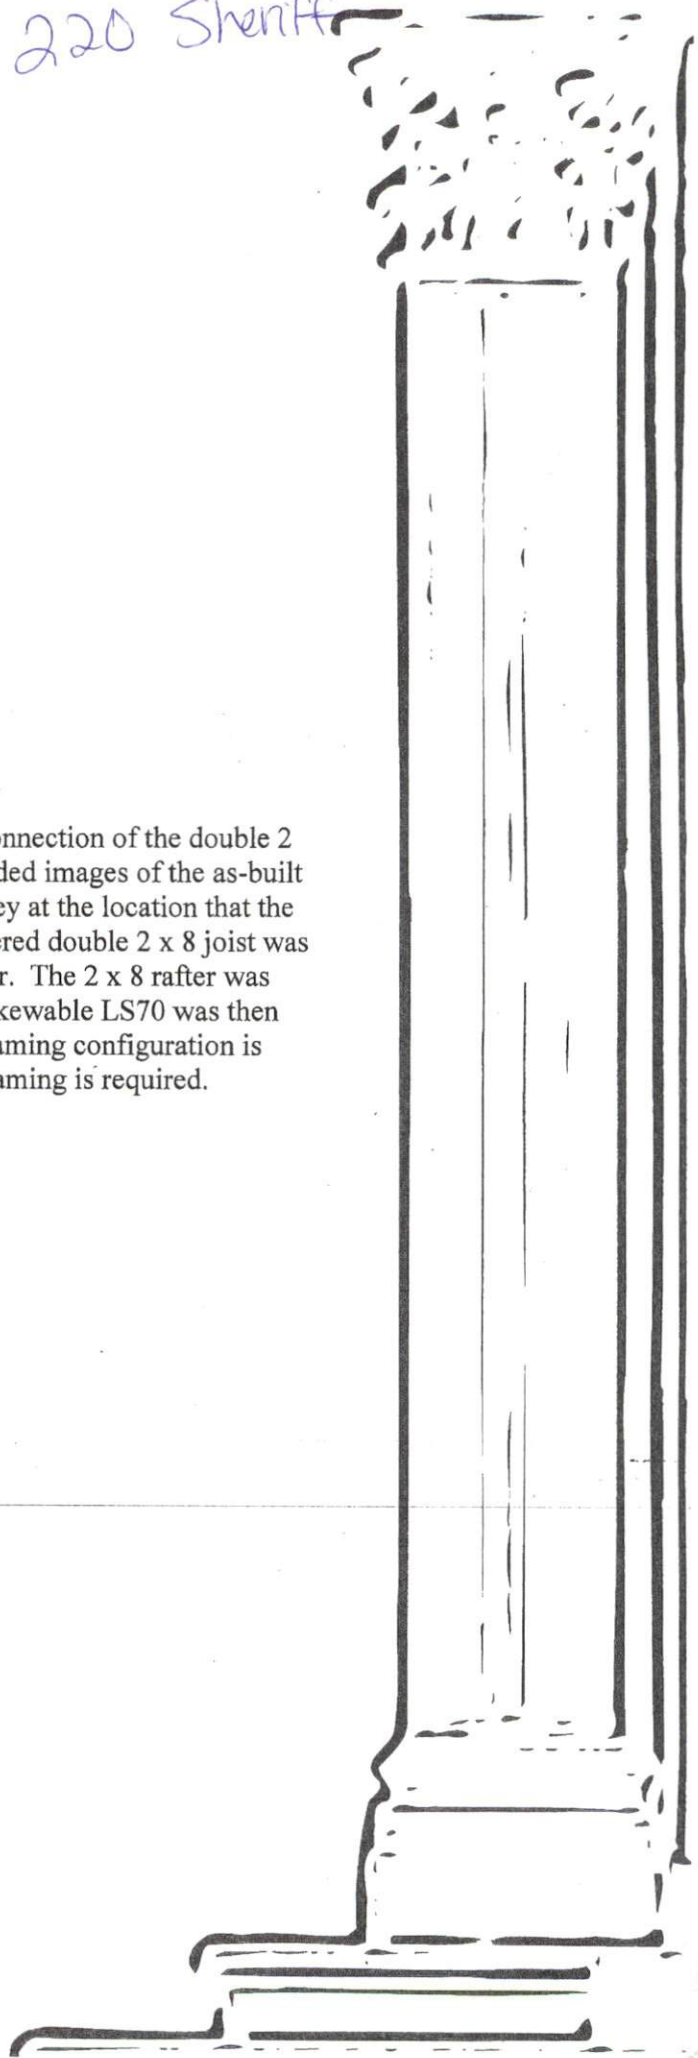 220 Sheriff
onnection of the double 2
ded images of the as-built
ey at the location that the
red double 2 x 8 joist was
r. The 2 x 8 rafter was
kewable LS70 was then
aming configuration is
aming is required.